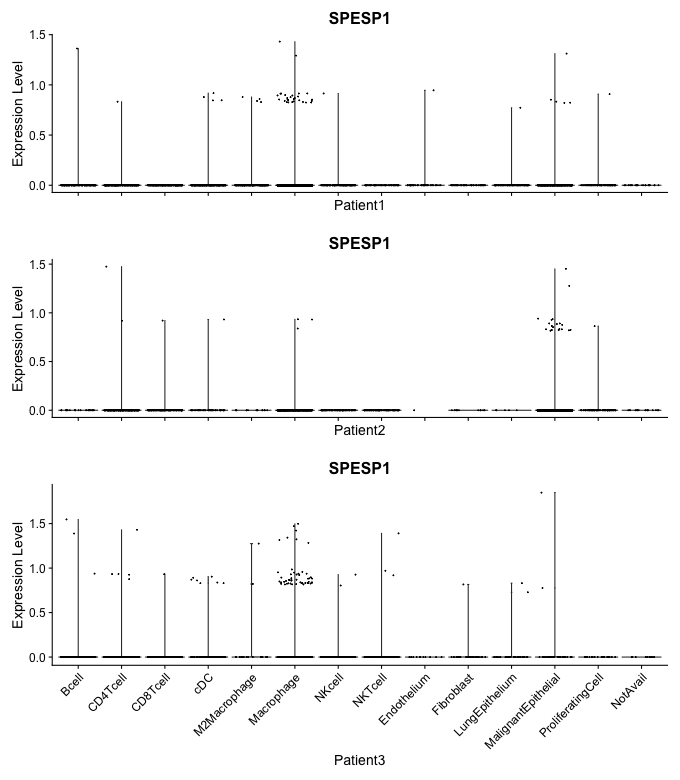 SPESP1
Expression Level
1.5
1.0
0.5
0.0
Patient1
SPESP1
Expression Level
1.5
1.0
0.5
0.0
Patient2
SPESP1
Expression Level
1.5
1.0
0.5
0.0
Bcell
CD4Tcell
CD8Tcell
cDC
M2Macrophage
Macrophage
NKcell
NKTcell
Endothelium
Fibroblast
LungEpithelium
MalignantEpithelial
ProliferatingCell
NotAvail
Patient3